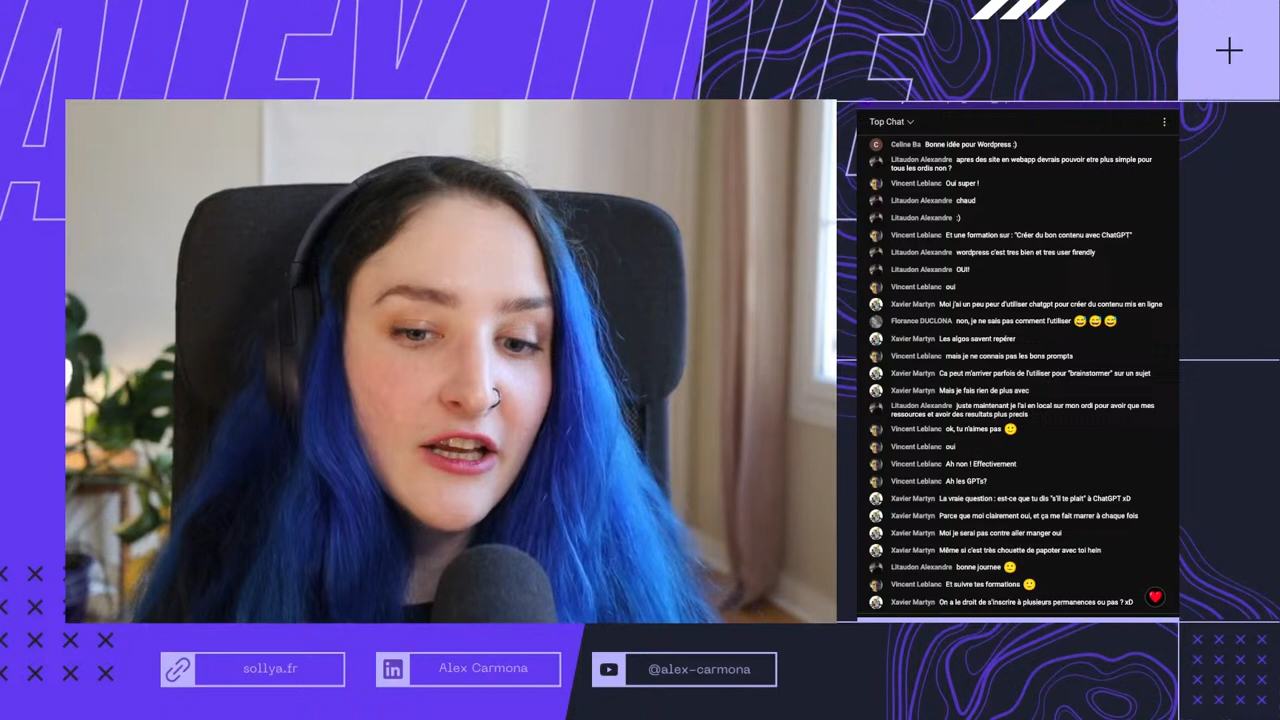 ALEX LIVE
Top Chat
Celine Ba Bonne idée pour Wordpress :)
Litaudon Alexandre apres des site en webapp devrais pouvoir etre plus simple pour
tous les ordis non ?
Vincent Leblanc Oui super !
Litaudon Alexandre chaud
Litaudon Alexandre :)
Vincent Leblanc Et une formation sur : "Créer du bon contenu avec ChatGPT"
Litaudon Alexandre wordpress c'est tres bien et tres user firendly
Litaudon Alexandre OUI!
Vincent Leblanc oui
Xavier Martyn Moi j'ai un peu peur d'utiliser chatgpt pour créer du contenu mis en ligne
Florance DUCLONA non, je ne sais pas comment l'utiliser 😅 😅 😅
Xavier Martyn Les algos savent repérer
Vincent Leblanc mais je ne connais pas les bons prompts
Xavier Martyn Ca peut m'arriver parfois de l'utiliser pour "brainstormer" sur un sujet
Xavier Martyn Mais je fais rien de plus avec
Litaudon Alexandre juste maintenant je l'ai en local sur mon ordi pour avoir que mes
ressources et avoir des resultats plus precis
Vincent Leblanc ok, tu n'aimes pas 🙂
Vincent Leblanc oui
Vincent Leblanc Ah non ! Effectivement
Vincent Leblanc Ah les GPTs?
Xavier Martyn La vraie question : est-ce que tu dis "s'il te plait" à ChatGPT xD
Xavier Martyn Parce que moi clairement oui, et ça me fait marrer à chaque fois
Xavier Martyn Moi je serai pas contre aller manger oui
Xavier Martyn Même si c'est très chouette de papoter avec toi hein
Litaudon Alexandre bonne journee 🙂
Vincent Leblanc Et suivre tes formations 🙂
Xavier Martyn On a le droit de s'inscrire à plusieurs permanences ou pas ? xD
sollya.fr
in Alex Carmona
@alex-carmona